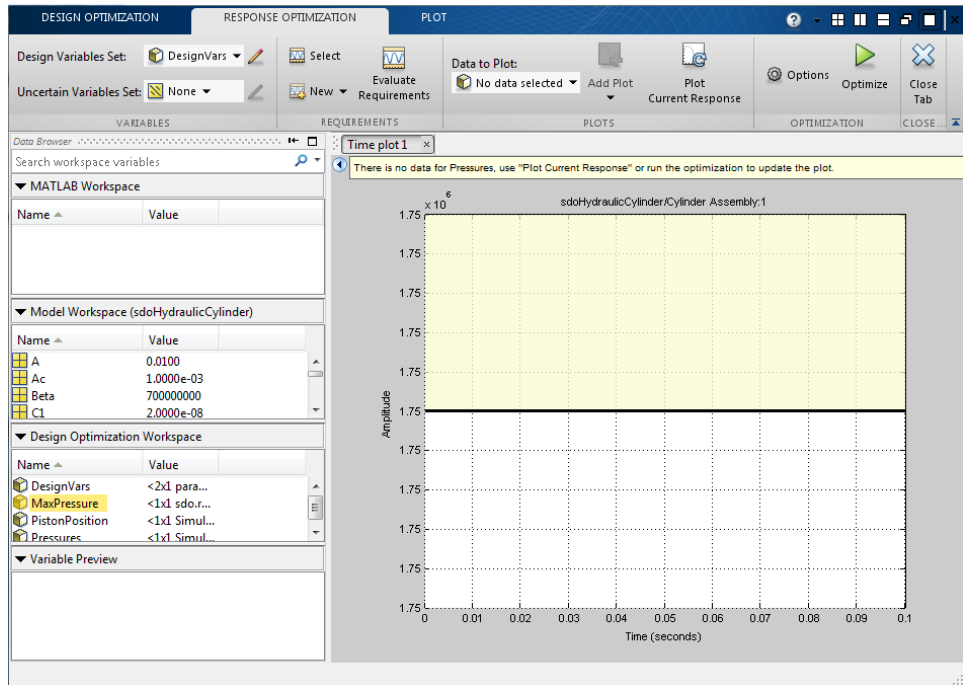 DESIGN OPTIMIZATION
RESPONSE OPTIMIZATION
PLOT
?
Design Variables Set: DesignVars
Uncertain Variables Set: None
VARIABLES
Select
New
Evaluate
Requirements
REQUIREMENTS
Data to Plot:
No data selected
Add Plot
Plot
Current Response
PLOTS
Options
Optimize
OPTIMIZATION
Close
Tab
CLOSE...
Data Browser
Search workspace variables
MATLAB Workspace
Name Value
Model Workspace (sdoHydraulicCylinder)
Name Value
A 0.0100
Ac 1.0000e-03
Beta 700000000
C1 2.0000e-08
Design Optimization Workspace
Name Value
DesignVars <2x1 para...
MaxPressure <1x1 sdo.r...
PistonPosition <1x1 Simul...
Pressures <1x1 Simul...
Variable Preview
Time plot 1 ×
There is no data for Pressures, use "Plot Current Response" or run the optimization to update the plot.
x 10^6
sdoHydraulicCylinder/Cylinder Assembly:1
1.75
1.75
1.75
1.75
1.75
1.75
1.75
1.75
1.75
1.75
1.75
Amplitude
0 0.01 0.02 0.03 0.04 0.05 0.06 0.07 0.08 0.09 0.1
Time (seconds)